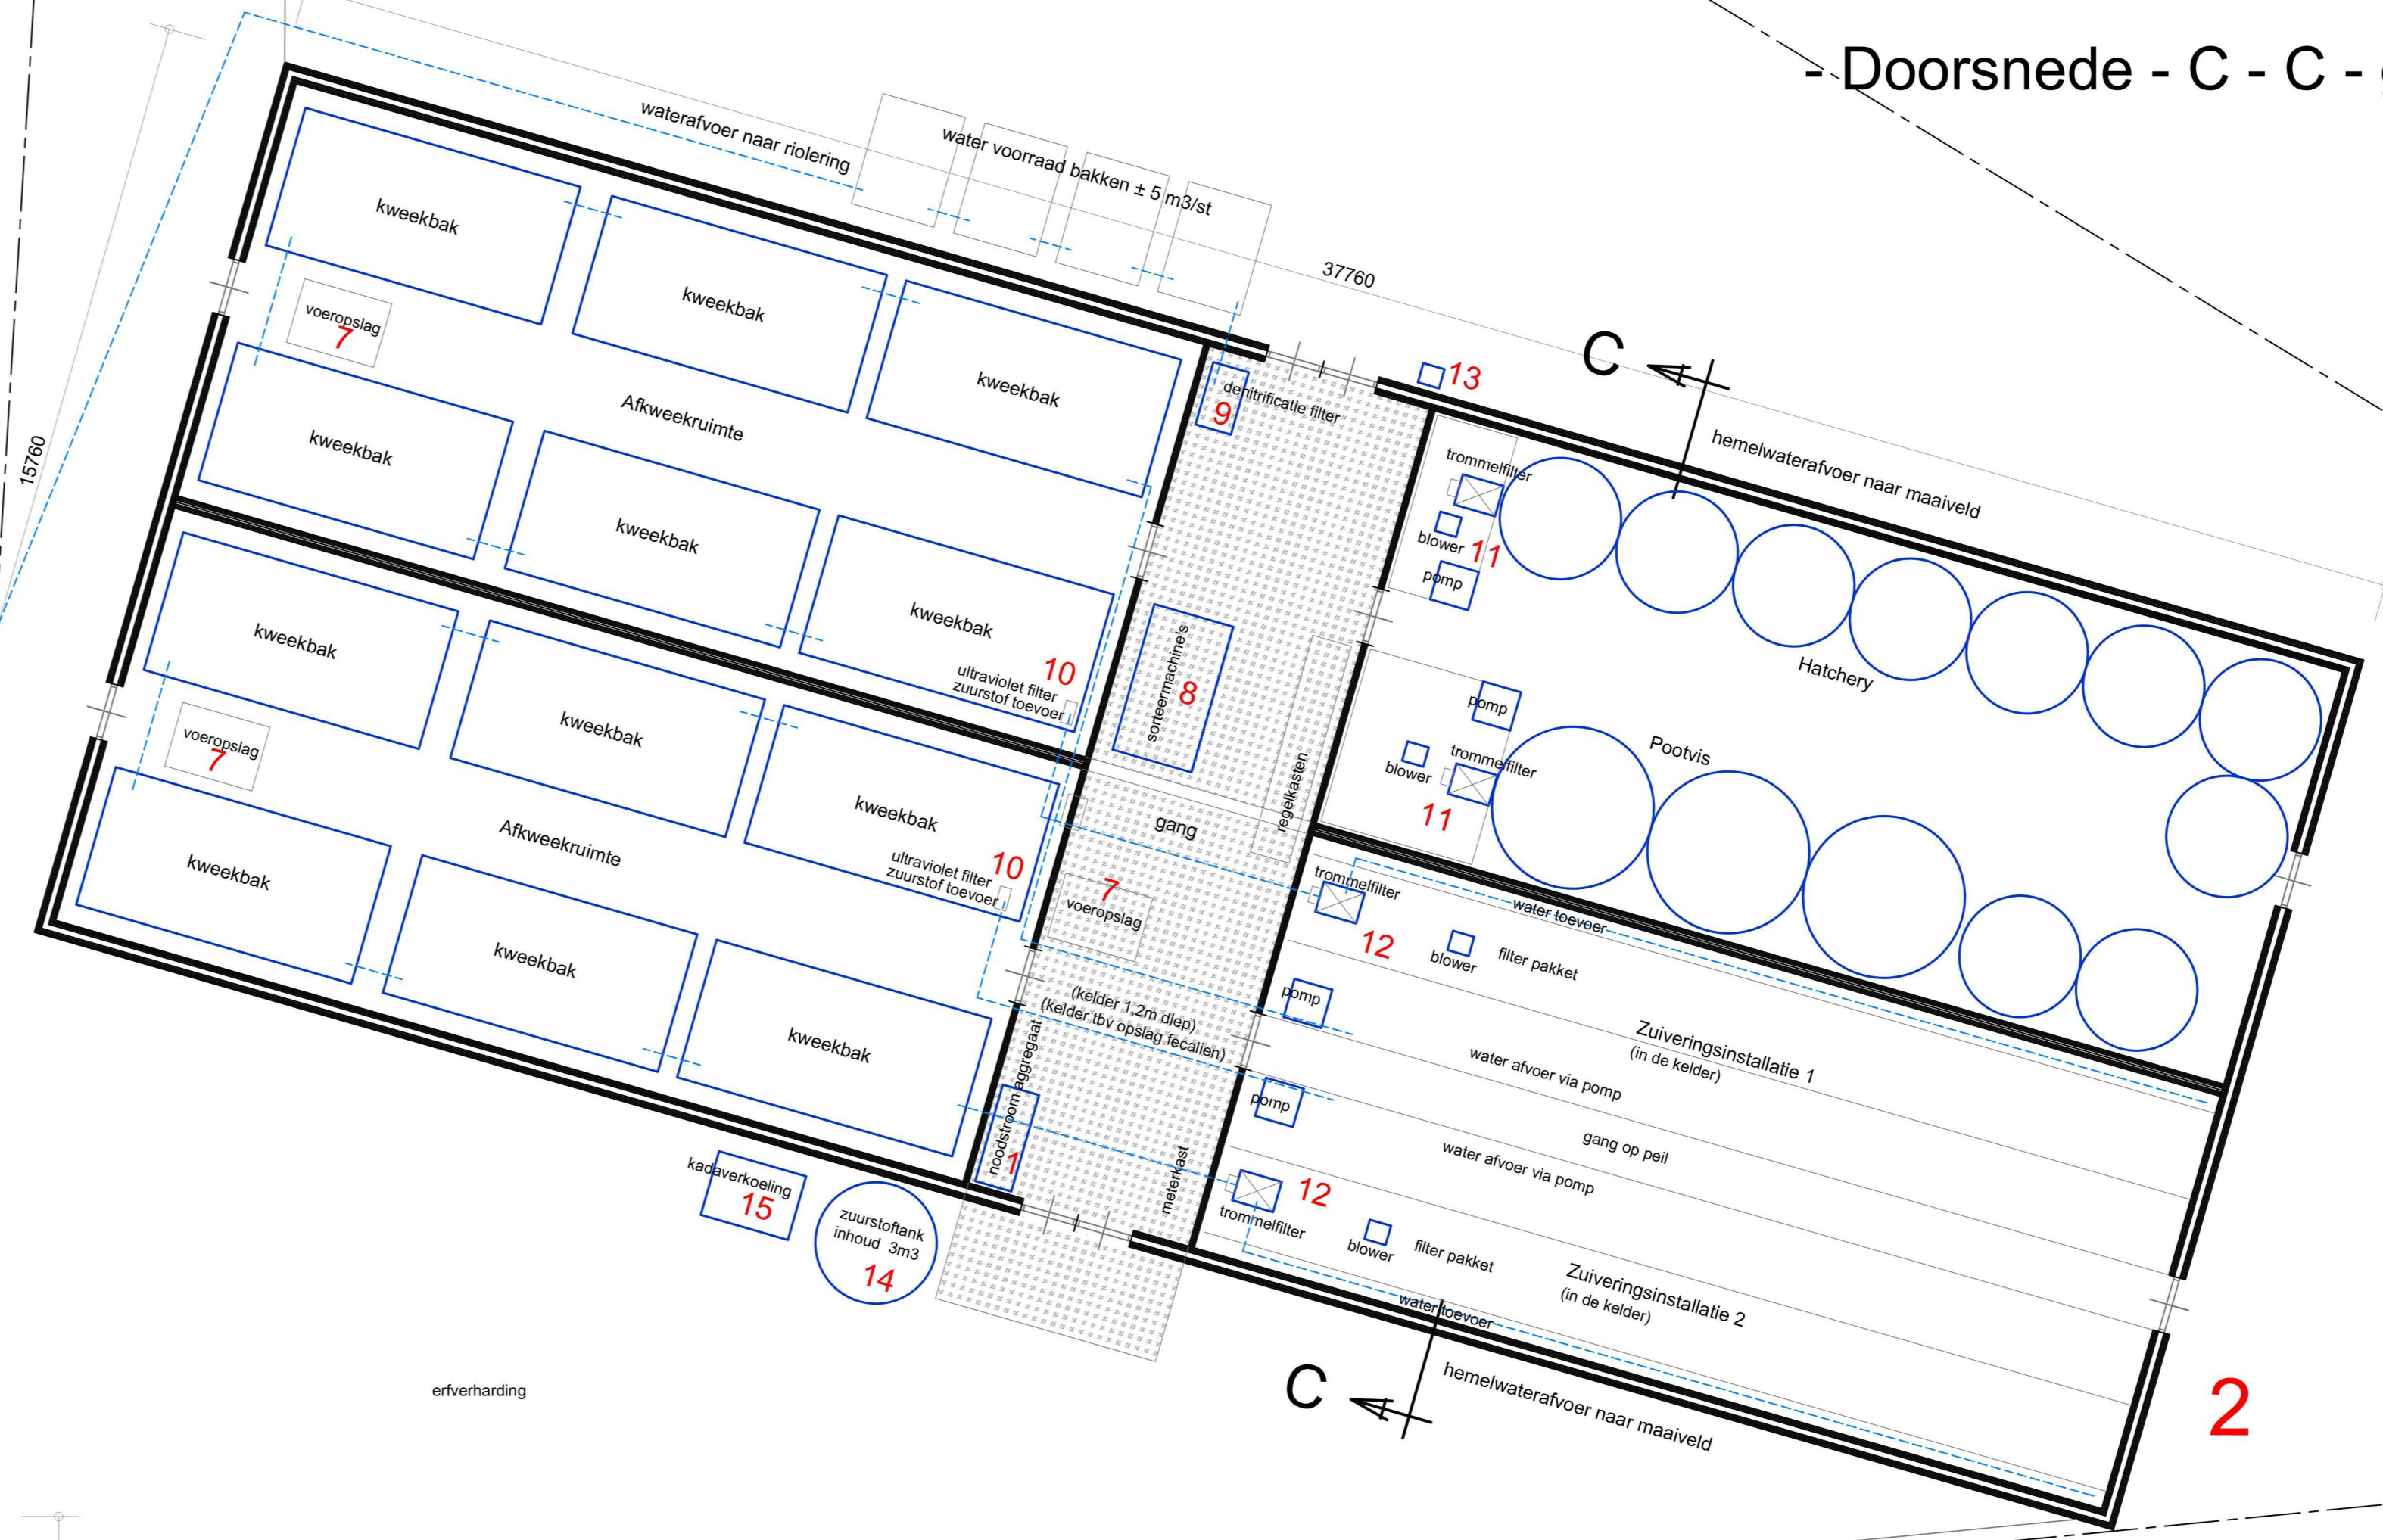 - Doorsnede - C - C -
waterafvoer naar riolering
water voorraad bakken ± 5 m3/st
37760
15760
kweekbak
kweekbak
kweekbak
voeropslag
7
Afkweekruimte
kweekbak
kweekbak
kweekbak
ultraviolet filter
zuurstof toevoer
10
kweekbak
kweekbak
kweekbak
voeropslag
7
Afkweekruimte
ultraviolet filter
zuurstof toevoer
10
kweekbak
kweekbak
kweekbak
denitrificatie filter
9
sorteermachine's
8
regelkasten
gang
7
voeropslag
(kelder 1,2m diep)
(kelder tbv opslag fecaliën)
noodstroom aggregaat
1
meterkast
kadaverkoeling
15
zuurstoftank
inhoud 3m3
14
erfverharding
13
C
hemelwaterafvoer naar maaiveld
trommelfilter
blower
11
pomp
Hatchery
pomp
Pootvis
blower
trommelfilter
11
trommelfilter
12
water toevoer
blower
filter pakket
pomp
Zuiveringsinstallatie 1
(in de kelder)
water afvoer via pomp
gang op peil
pomp
water afvoer via pomp
12
trommelfilter
blower
filter pakket
Zuiveringsinstallatie 2
(in de kelder)
water toevoer
C
hemelwaterafvoer naar maaiveld
2